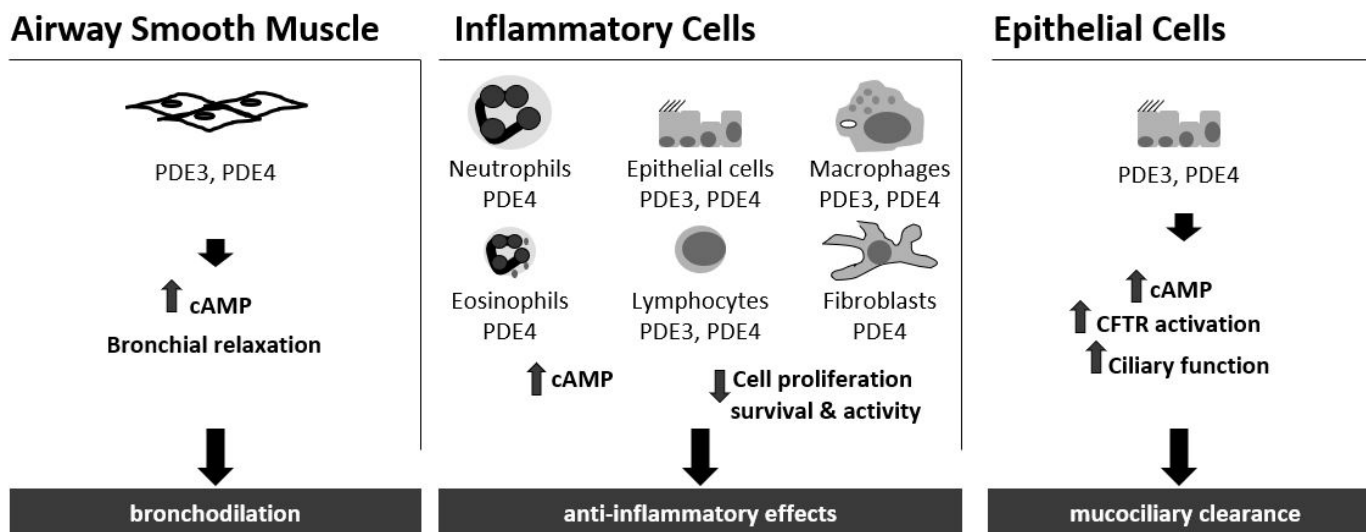 Airway Smooth Muscle
PDE3, PDE4
cAMP
Bronchial relaxation
bronchodilation
Inflammatory Cells
Neutrophils
PDE4
Epithelial cells
PDE3, PDE4
Macrophages
PDE3, PDE4
Eosinophils
PDE4
Lymphocytes
PDE3, PDE4
Fibroblasts
PDE4
cAMP
Cell proliferation
survival & activity
anti-inflammatory effects
Epithelial Cells
PDE3, PDE4
cAMP
CFTR activation
Ciliary function
mucociliary clearance